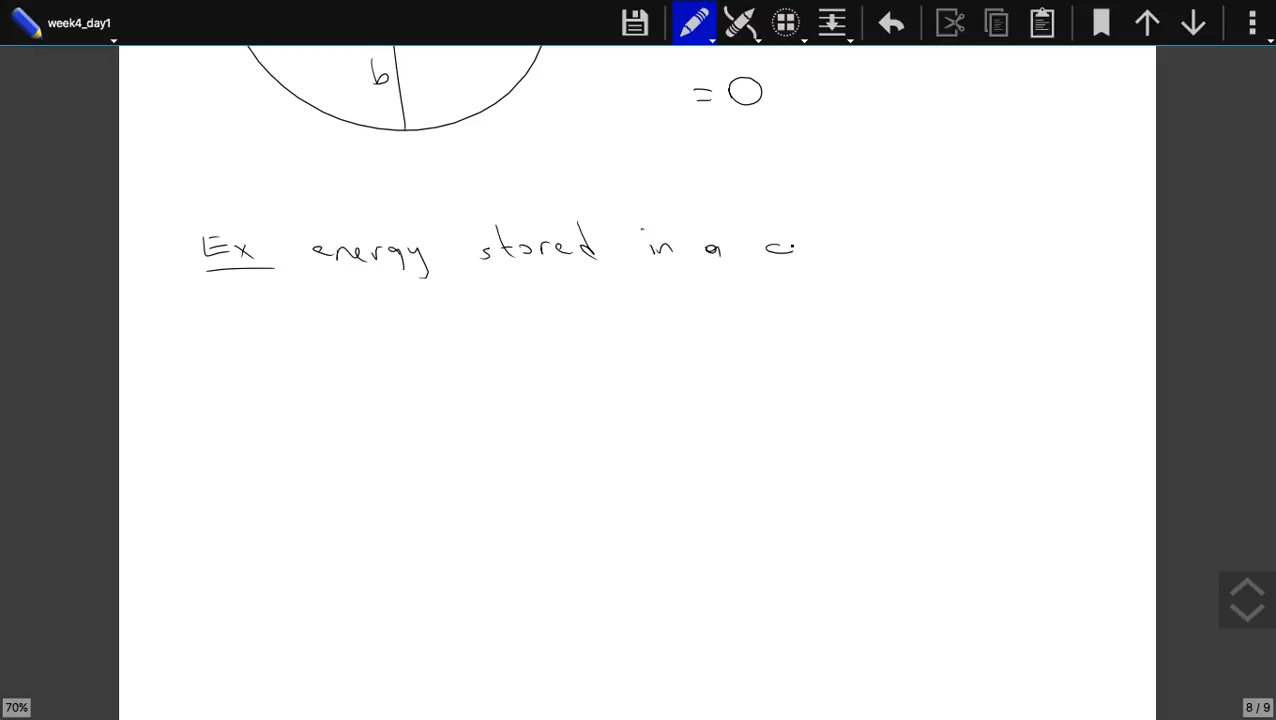 week4_day1
b
= 0
Ex energy stored in a c
70%
8 / 9